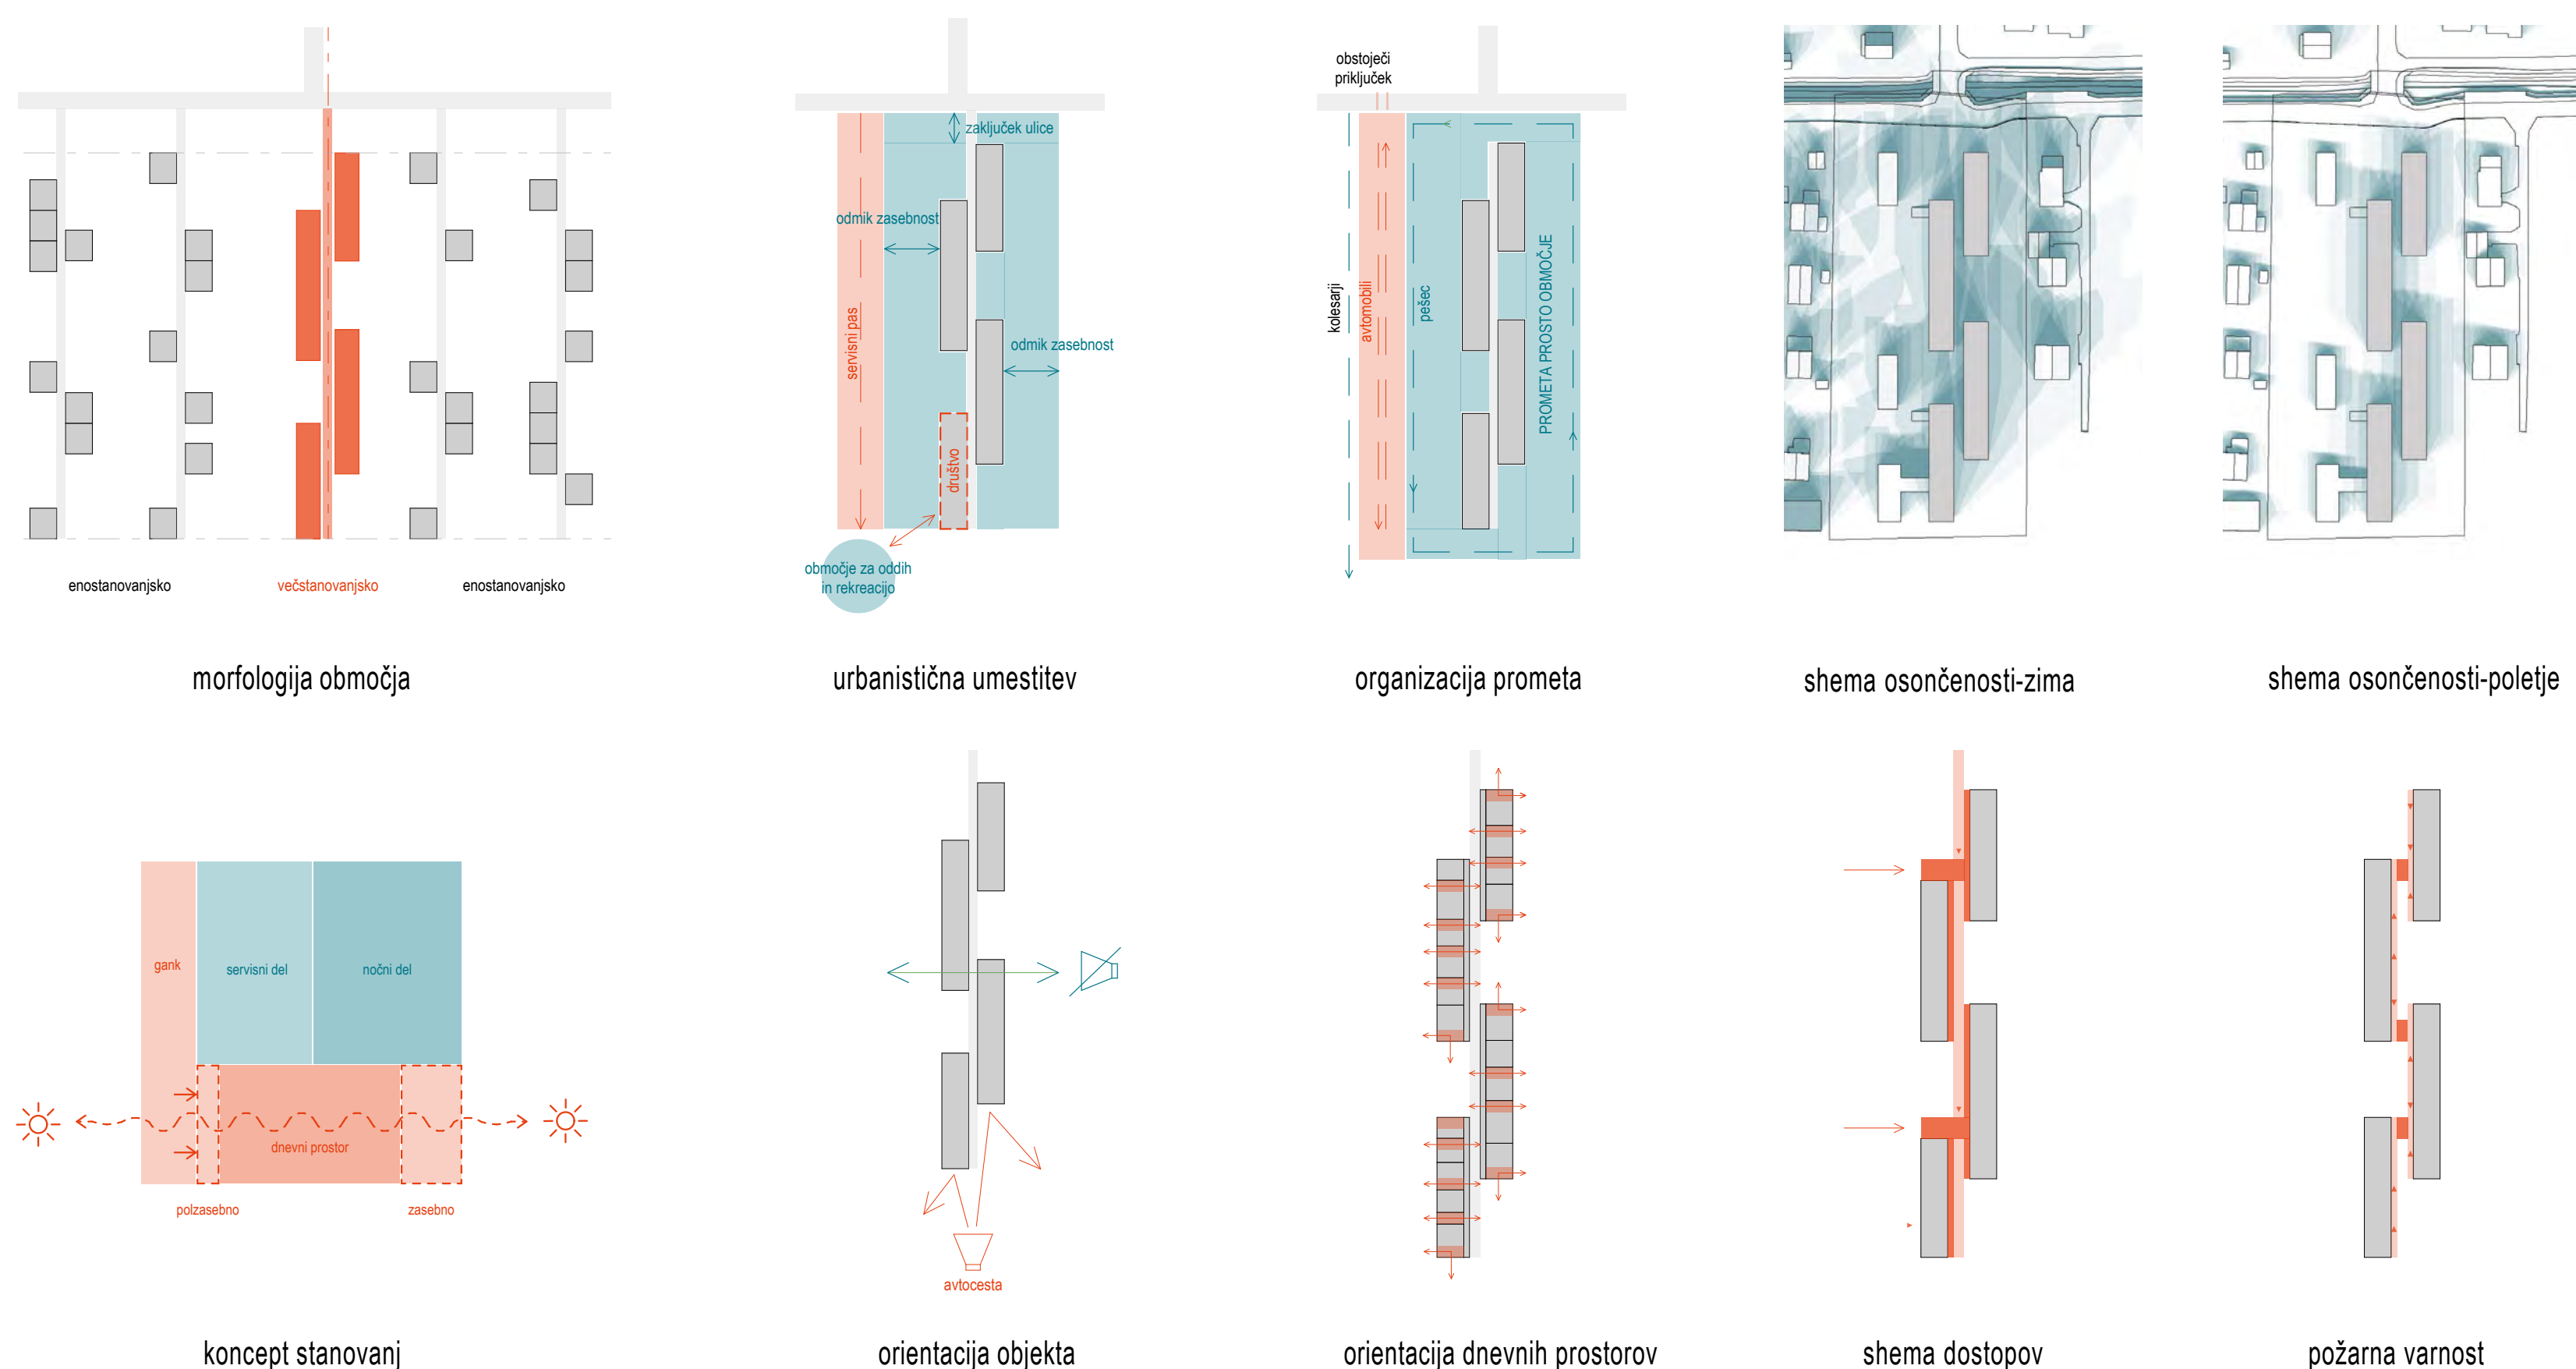 enostanovanjsko
večstanovanjsko
enostanovanjsko
morfologija območja
zaključek ulice
odmik zasebnost
servisni pas
odmik zasebnost
društvo
območje za oddih
in rekreacijo
urbanistična umestitev
obstoječi
priključek
kolesarji
avtomobili
pešec
PROMETA PROSTO OBMOČJE
organizacija prometa
shema osončenosti-zima
shema osončenosti-poletje
gank
servisni del
nočni del
dnevni prostor
polzasebno
zasebno
koncept stanovanj
avtocesta
orientacija objekta
orientacija dnevnih prostorov
shema dostopov
požarna varnost